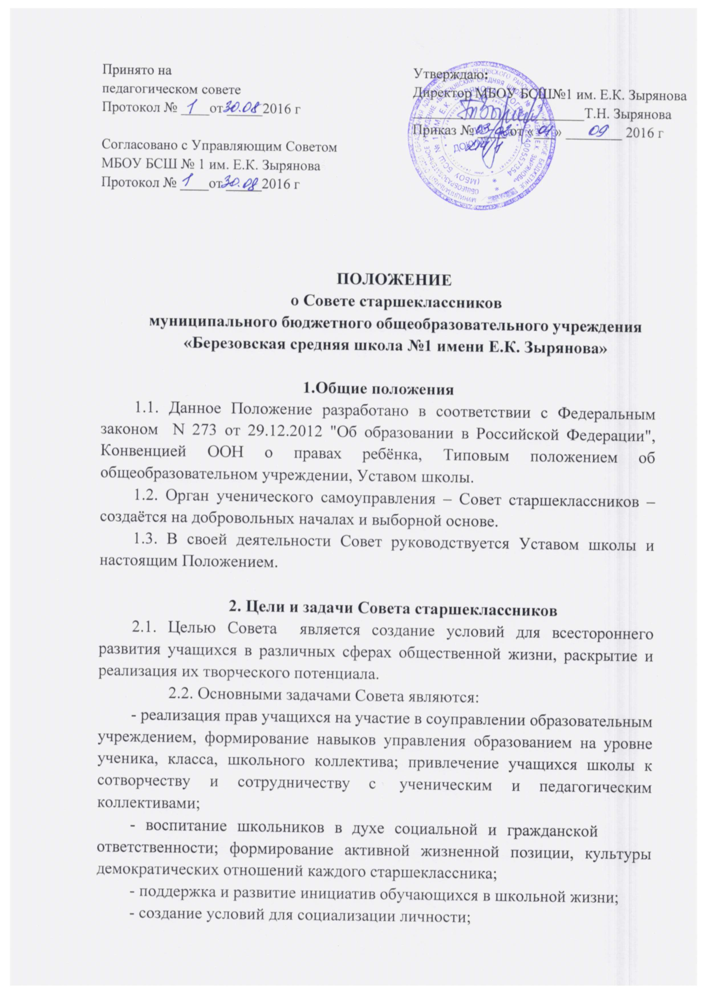 Принято на
педагогическом совете
Протокол № 1 от 30.08 2016 г
Согласовано с Управляющим Советом
МБОУ БСШ № 1 им. Е.К. Зырянова
Протокол № 1 от 30.08 2016 г
Утверждаю:
Директор МБОУ БСШ№1 им. Е.К. Зырянова
Т.Н. Зырянова
Приказ № 03-02 от « 01 » 09 2016 г
214/1
ПОЛОЖЕНИЕ
о Совете старшеклассников
муниципального бюджетного общеобразовательного учреждения
«Березовская средняя школа №1 имени Е.К. Зырянова»
1.Общие положения
1.1. Данное Положение разработано в соответствии с Федеральным
законом N 273 от 29.12.2012 "Об образовании в Российской Федерации",
Конвенцией ООН о правах ребёнка, Типовым положением об
общеобразовательном учреждении, Уставом школы.
1.2. Орган ученического самоуправления – Совет старшеклассников –
создаётся на добровольных началах и выборной основе.
1.3. В своей деятельности Совет руководствуется Уставом школы и
настоящим Положением.
2. Цели и задачи Совета старшеклассников
2.1. Целью Совета является создание условий для всестороннего
развития учащихся в различных сферах общественной жизни, раскрытие и
реализация их творческого потенциала.
2.2. Основными задачами Совета являются:
- реализация прав учащихся на участие в соуправлении образовательным
учреждением, формирование навыков управления образованием на уровне
ученика, класса, школьного коллектива; привлечение учащихся школы к
сотворчеству и сотрудничеству с ученическим и педагогическим
коллективами;
- воспитание школьников в духе социальной и гражданской
ответственности; формирование активной жизненной позиции, культуры
демократических отношений каждого старшеклассника;
- поддержка и развитие инициатив обучающихся в школьной жизни;
- создание условий для социализации личности;